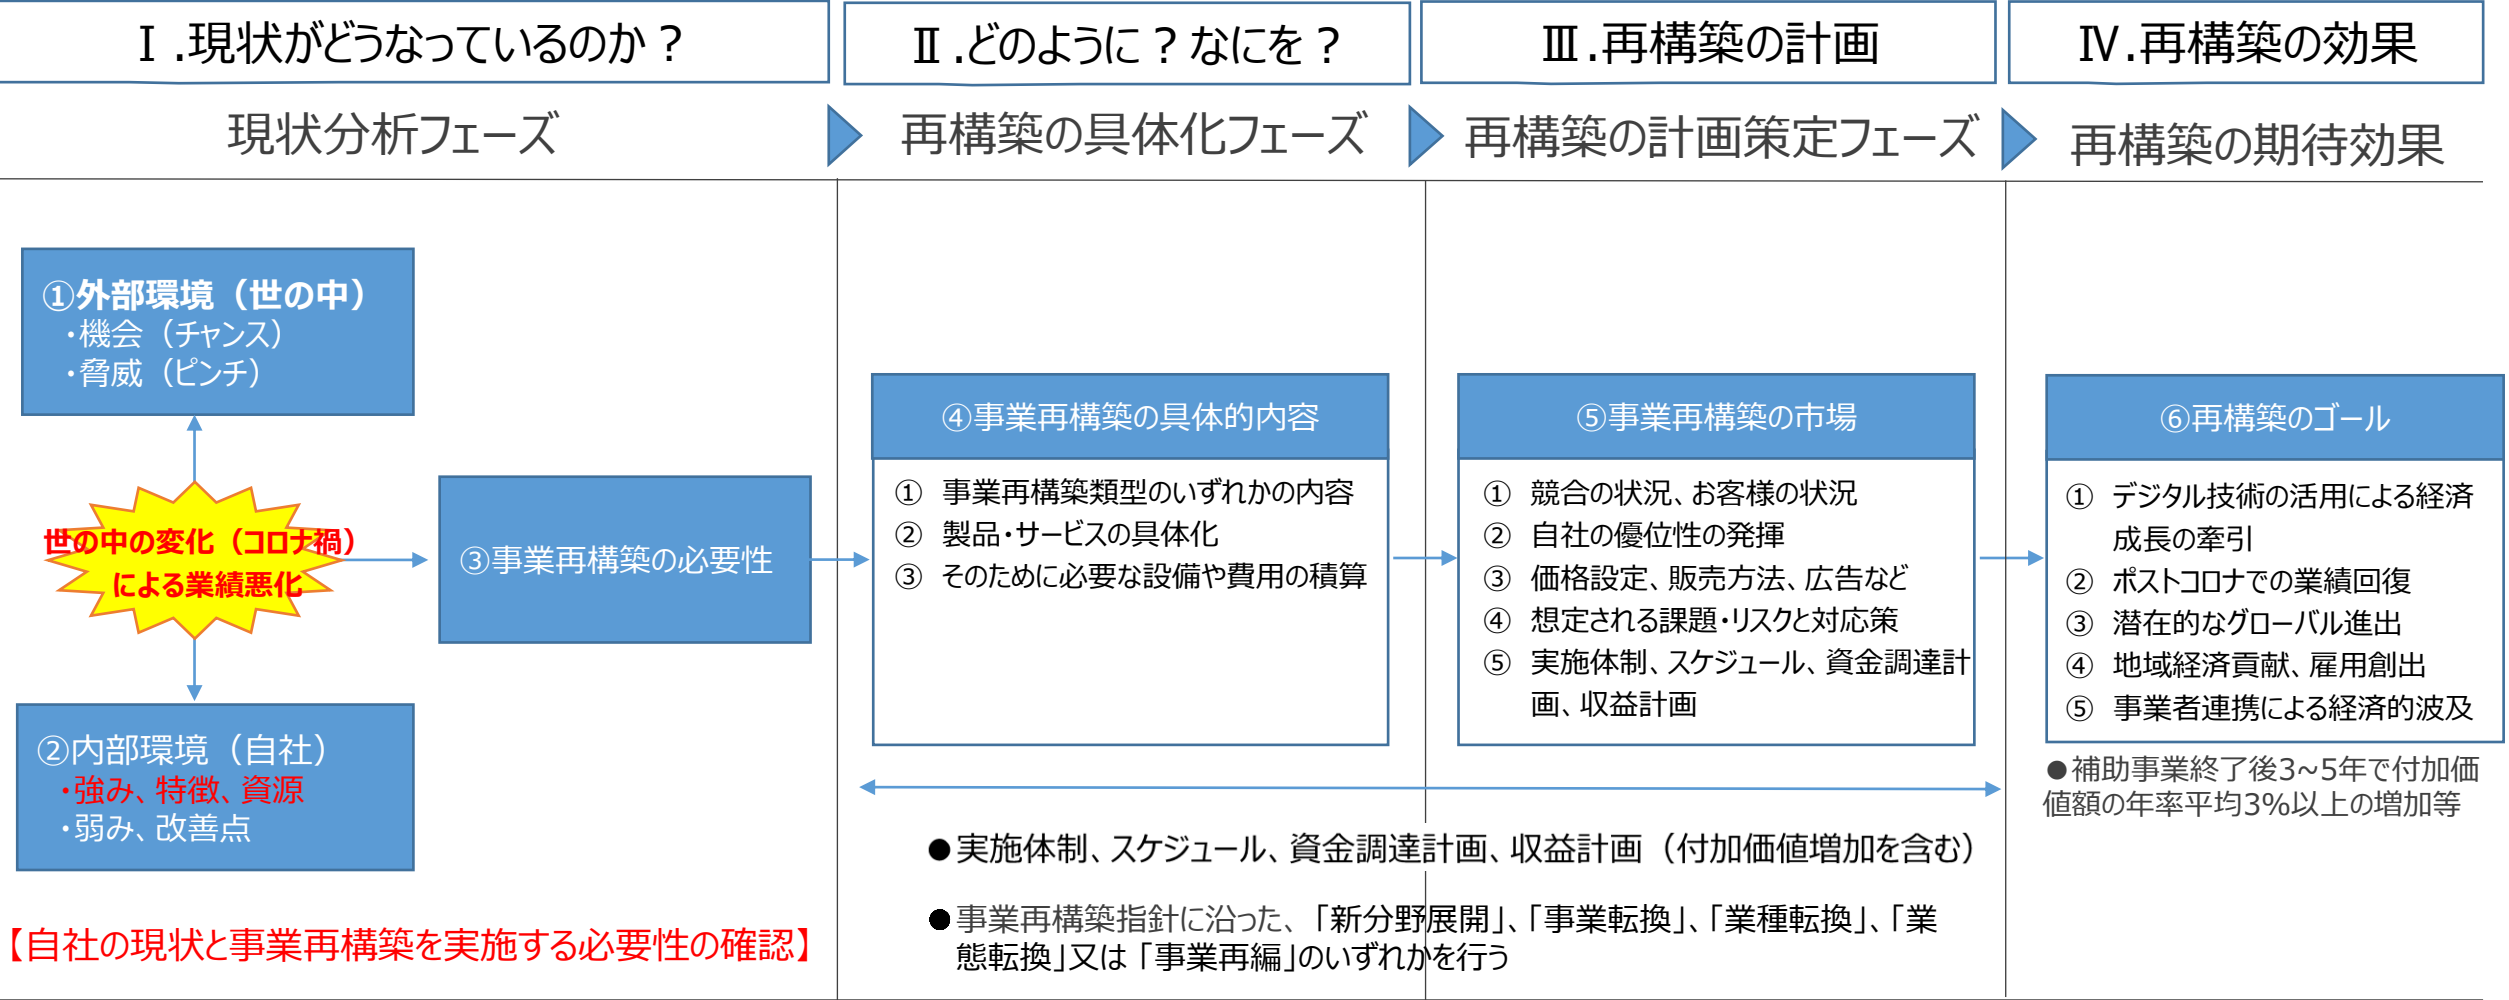 Ⅰ.現状がどうなっているのか？
Ⅱ.どのように？なにを？
Ⅲ.再構築の計画
Ⅳ.再構築の効果
現状分析フェーズ
再構築の具体化フェーズ
再構築の計画策定フェーズ
再構築の期待効果
①外部環境（世の中）
・機会（チャンス）
・脅威（ピンチ）
世の中の変化（コロナ禍）
による業績悪化
②内部環境（自社）
・強み、特徴、資源
・弱み、改善点
③事業再構築の必要性
【自社の現状と事業再構築を実施する必要性の確認】
④事業再構築の具体的内容
① 事業再構築類型のいずれかの内容
② 製品・サービスの具体化
③ そのために必要な設備や費用の積算
⑤事業再構築の市場
① 競合の状況、お客様の状況
② 自社の優位性の発揮
③ 価格設定、販売方法、広告など
④ 想定される課題・リスクと対応策
⑤ 実施体制、スケジュール、資金調達計
画、収益計画
⑥再構築のゴール
① デジタル技術の活用による経済
成長の牽引
② ポストコロナでの業績回復
③ 潜在的なグローバル進出
④ 地域経済貢献、雇用創出
⑤ 事業者連携による経済的波及
●補助事業終了後3~5年で付加価
値額の年率平均3%以上の増加等
●実施体制、スケジュール、資金調達計画、収益計画（付加価値増加を含む）
●事業再構築指針に沿った、「新分野展開」、「事業転換」、「業種転換」、「業
態転換」又は「事業再編」のいずれかを行う